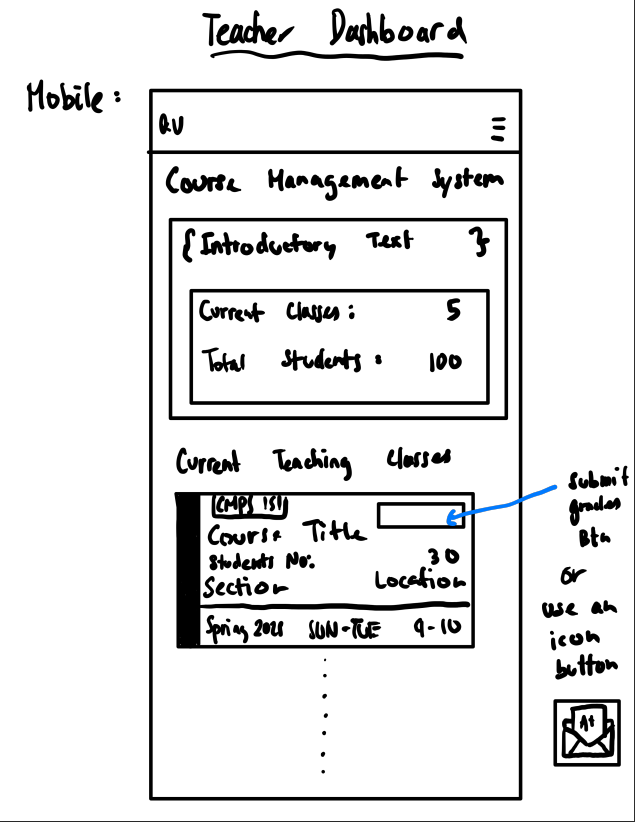 Teacher Dashboard
Mobile :
QU
Course Management System
{ Introductory Text }
Current Classes : 5
Total Students : 100
Current Teaching Classes
CMPS 151
Course Title
Students No: 30
Section Location
Spring 2025 SUN-TUE 9-10
Submit
grades
Btn
or
use an
icon
button
A+